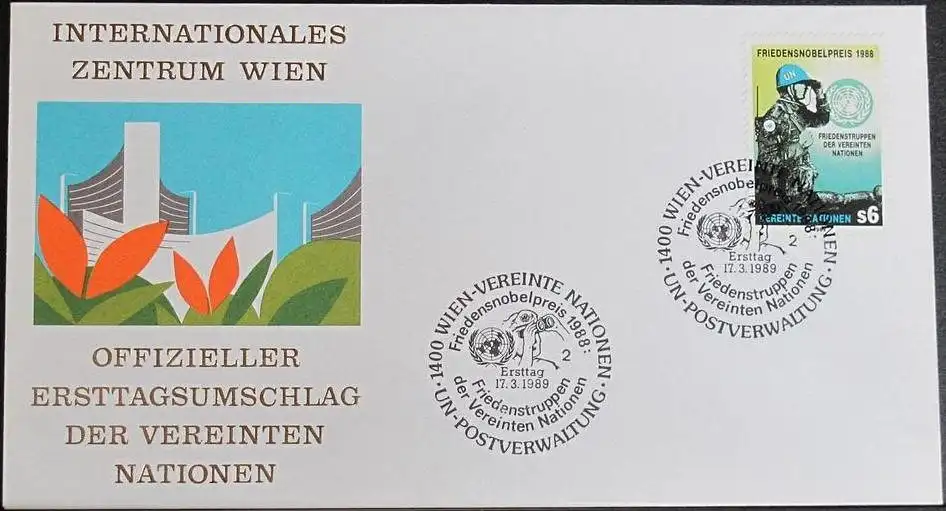 INTERNATIONALES
ZENTRUM WIEN
OFFIZIELLER
ERSTTAGSUMSCHLAG
DER VEREINTEN
NATIONEN
FRIEDENSNOBELPREIS 1988
UN
FRIEDENSTRUPPEN
DER VEREINTEN
NATIONEN
VEREINTE NATIONEN S6
1400 WIEN-VEREINTE NATIONEN
Friedensnobelpreis 1988:
2
Ersttag
17.3.1989
Friedenstruppen
der Vereinten Nationen
UN-POSTVERWALTUNG
1400 WIEN-VEREINTE NATIONEN
Friedensnobelpreis 1988:
2
Ersttag
17.3.1989
Friedenstruppen
der Vereinten Nationen
UN-POSTVERWALTUNG